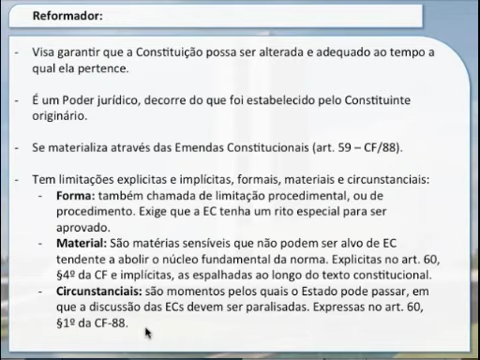 Reformador:
- Visa garantir que a Constituição possa ser alterada e adequado ao tempo a
qual ela pertence.
- É um Poder jurídico, decorre do que foi estabelecido pelo Constituinte
originário.
- Se materializa através das Emendas Constitucionais (art. 59 – CF/88).
- Tem limitações explicitas e implícitas, formais, materiais e circunstanciais:
- Forma: também chamada de limitação procedimental, ou de
procedimento. Exige que a EC tenha um rito especial para ser
aprovado.
- Material: São matérias sensíveis que não podem ser alvo de EC
tendente a abolir o núcleo fundamental da norma. Explicitas no art. 60,
§4º da CF e implícitas, as espalhadas ao longo do texto constitucional.
- Circunstanciais: são momentos pelos quais o Estado pode passar, em
que a discussão das ECs devem ser paralisadas. Expressas no art. 60,
§1º da CF-88.